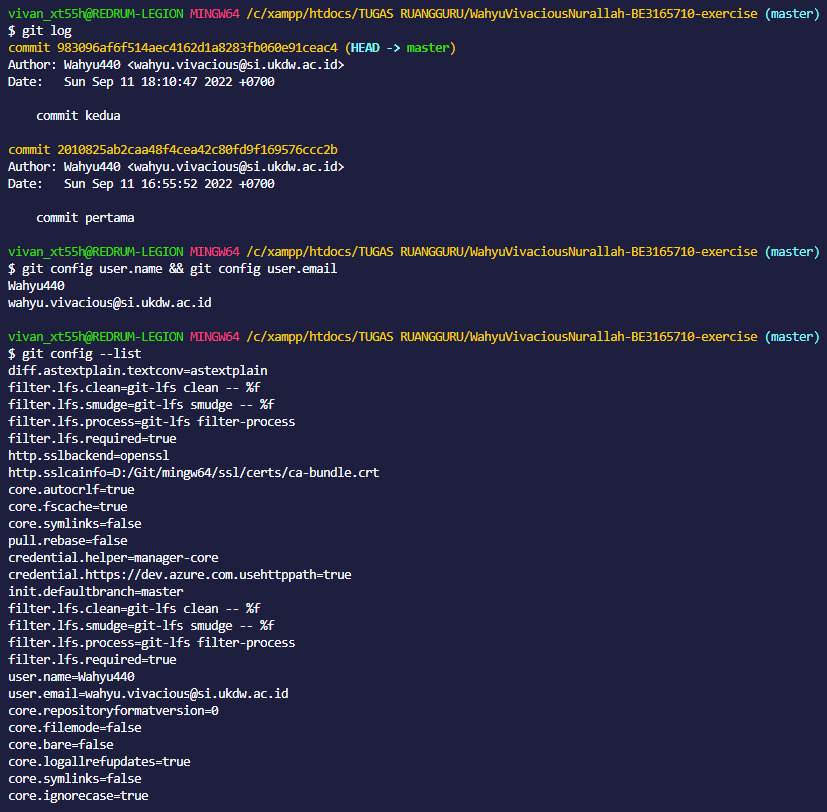 vivan_xt55h@REDRUM-LEGION MINGW64 /c/xampp/htdocs/TUGAS RUANGGURU/WahyuVivaciousNurallah-BE3165710-exercise (master)
$ git log
commit 983096af6f514aec4162d1a8283fb060e91ceac4 (HEAD -> master)
Author: Wahyu440 <wahyu.vivacious@si.ukdw.ac.id>
Date:   Sun Sep 11 18:10:47 2022 +0700

    commit kedua

commit 2010825ab2caa48f4cea42c80fd9f169576ccc2b
Author: Wahyu440 <wahyu.vivacious@si.ukdw.ac.id>
Date:   Sun Sep 11 16:55:52 2022 +0700

    commit pertama

vivan_xt55h@REDRUM-LEGION MINGW64 /c/xampp/htdocs/TUGAS RUANGGURU/WahyuVivaciousNurallah-BE3165710-exercise (master)
$ git config user.name && git config user.email
Wahyu440
wahyu.vivacious@si.ukdw.ac.id

vivan_xt55h@REDRUM-LEGION MINGW64 /c/xampp/htdocs/TUGAS RUANGGURU/WahyuVivaciousNurallah-BE3165710-exercise (master)
$ git config --list
diff.astextplain.textconv=astextplain
filter.lfs.clean=git-lfs clean -- %f
filter.lfs.smudge=git-lfs smudge -- %f
filter.lfs.process=git-lfs filter-process
filter.lfs.required=true
http.sslbackend=openssl
http.sslcainfo=D:/Git/mingw64/ssl/certs/ca-bundle.crt
core.autocrlf=true
core.fscache=true
core.symlinks=false
pull.rebase=false
credential.helper=manager-core
credential.https://dev.azure.com.usehttppath=true
init.defaultbranch=master
filter.lfs.clean=git-lfs clean -- %f
filter.lfs.smudge=git-lfs smudge -- %f
filter.lfs.process=git-lfs filter-process
filter.lfs.required=true
user.name=Wahyu440
user.email=wahyu.vivacious@si.ukdw.ac.id
core.repositoryformatversion=0
core.filemode=false
core.bare=false
core.logallrefupdates=true
core.symlinks=false
core.ignorecase=true